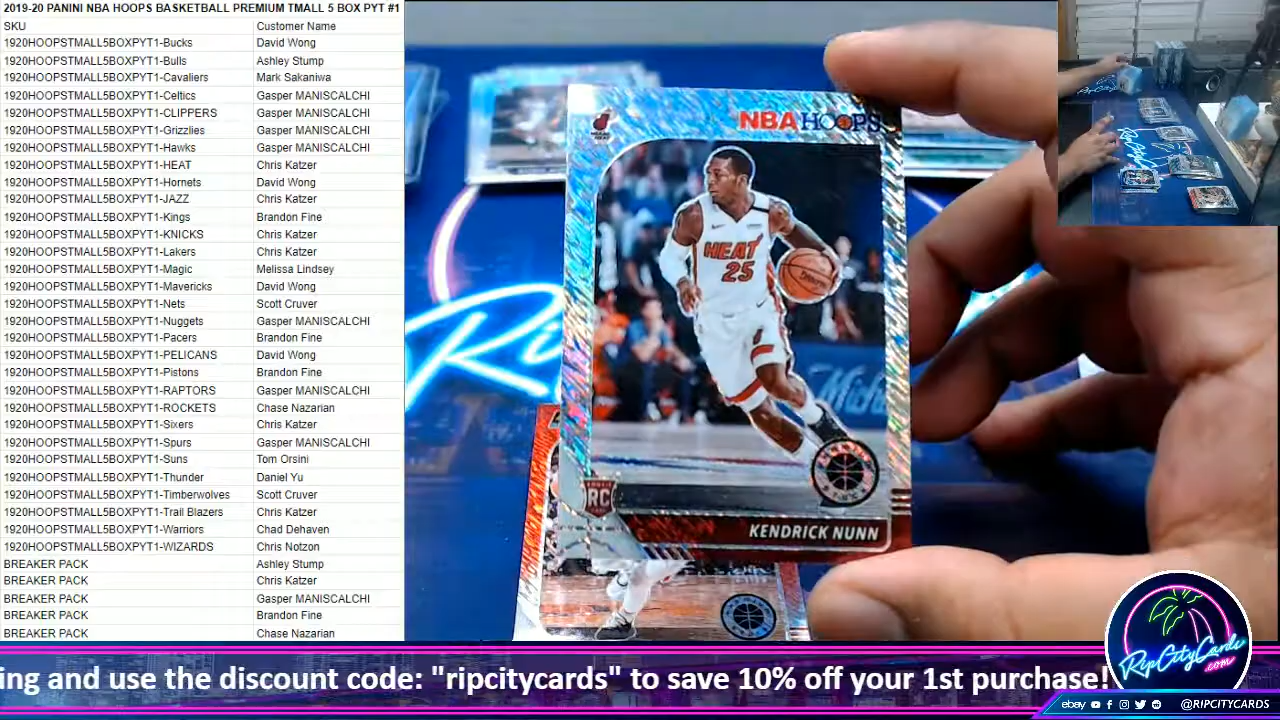 2019-20 PANINI NBA HOOPS BASKETBALL PREMIUM TMALL 5 BOX PYT #1
SKU Customer Name
1920HOOPSTMALL5BOXPYT1-Bucks David Wong
1920HOOPSTMALL5BOXPYT1-Bulls Ashley Stump
1920HOOPSTMALL5BOXPYT1-Cavaliers Mark Sakaniwa
1920HOOPSTMALL5BOXPYT1-Celtics Gasper MANISCALCHI
1920HOOPSTMALL5BOXPYT1-CLIPPERS Gasper MANISCALCHI
1920HOOPSTMALL5BOXPYT1-Grizzlies Gasper MANISCALCHI
1920HOOPSTMALL5BOXPYT1-Hawks Gasper MANISCALCHI
1920HOOPSTMALL5BOXPYT1-HEAT Chris Katzer
1920HOOPSTMALL5BOXPYT1-Hornets David Wong
1920HOOPSTMALL5BOXPYT1-JAZZ Chris Katzer
1920HOOPSTMALL5BOXPYT1-Kings Brandon Fine
1920HOOPSTMALL5BOXPYT1-KNICKS Chris Katzer
1920HOOPSTMALL5BOXPYT1-Lakers Chris Katzer
1920HOOPSTMALL5BOXPYT1-Magic Melissa Lindsey
1920HOOPSTMALL5BOXPYT1-Mavericks David Wong
1920HOOPSTMALL5BOXPYT1-Nets Scott Cruver
1920HOOPSTMALL5BOXPYT1-Nuggets Gasper MANISCALCHI
1920HOOPSTMALL5BOXPYT1-Pacers Brandon Fine
1920HOOPSTMALL5BOXPYT1-PELICANS David Wong
1920HOOPSTMALL5BOXPYT1-Pistons Brandon Fine
1920HOOPSTMALL5BOXPYT1-RAPTORS Gasper MANISCALCHI
1920HOOPSTMALL5BOXPYT1-ROCKETS Chase Nazarian
1920HOOPSTMALL5BOXPYT1-Sixers Chris Katzer
1920HOOPSTMALL5BOXPYT1-Spurs Gasper MANISCALCHI
1920HOOPSTMALL5BOXPYT1-Suns Tom Orsini
1920HOOPSTMALL5BOXPYT1-Thunder Daniel Yu
1920HOOPSTMALL5BOXPYT1-Timberwolves Scott Cruver
1920HOOPSTMALL5BOXPYT1-Trail Blazers Chris Katzer
1920HOOPSTMALL5BOXPYT1-Warriors Chad Dehaven
1920HOOPSTMALL5BOXPYT1-WIZARDS Chris Notzon
BREAKER PACK Ashley Stump
BREAKER PACK Chris Katzer
BREAKER PACK Gasper MANISCALCHI
BREAKER PACK Brandon Fine
BREAKER PACK Chase Nazarian
NBA HOOPS
HEAT
25
RC
KENDRICK NUNN
ing and use the discount code: "ripcitycards" to save 10% off your 1st purchase!
RipCityCards
.com
ebay @RIPCITYCARDS